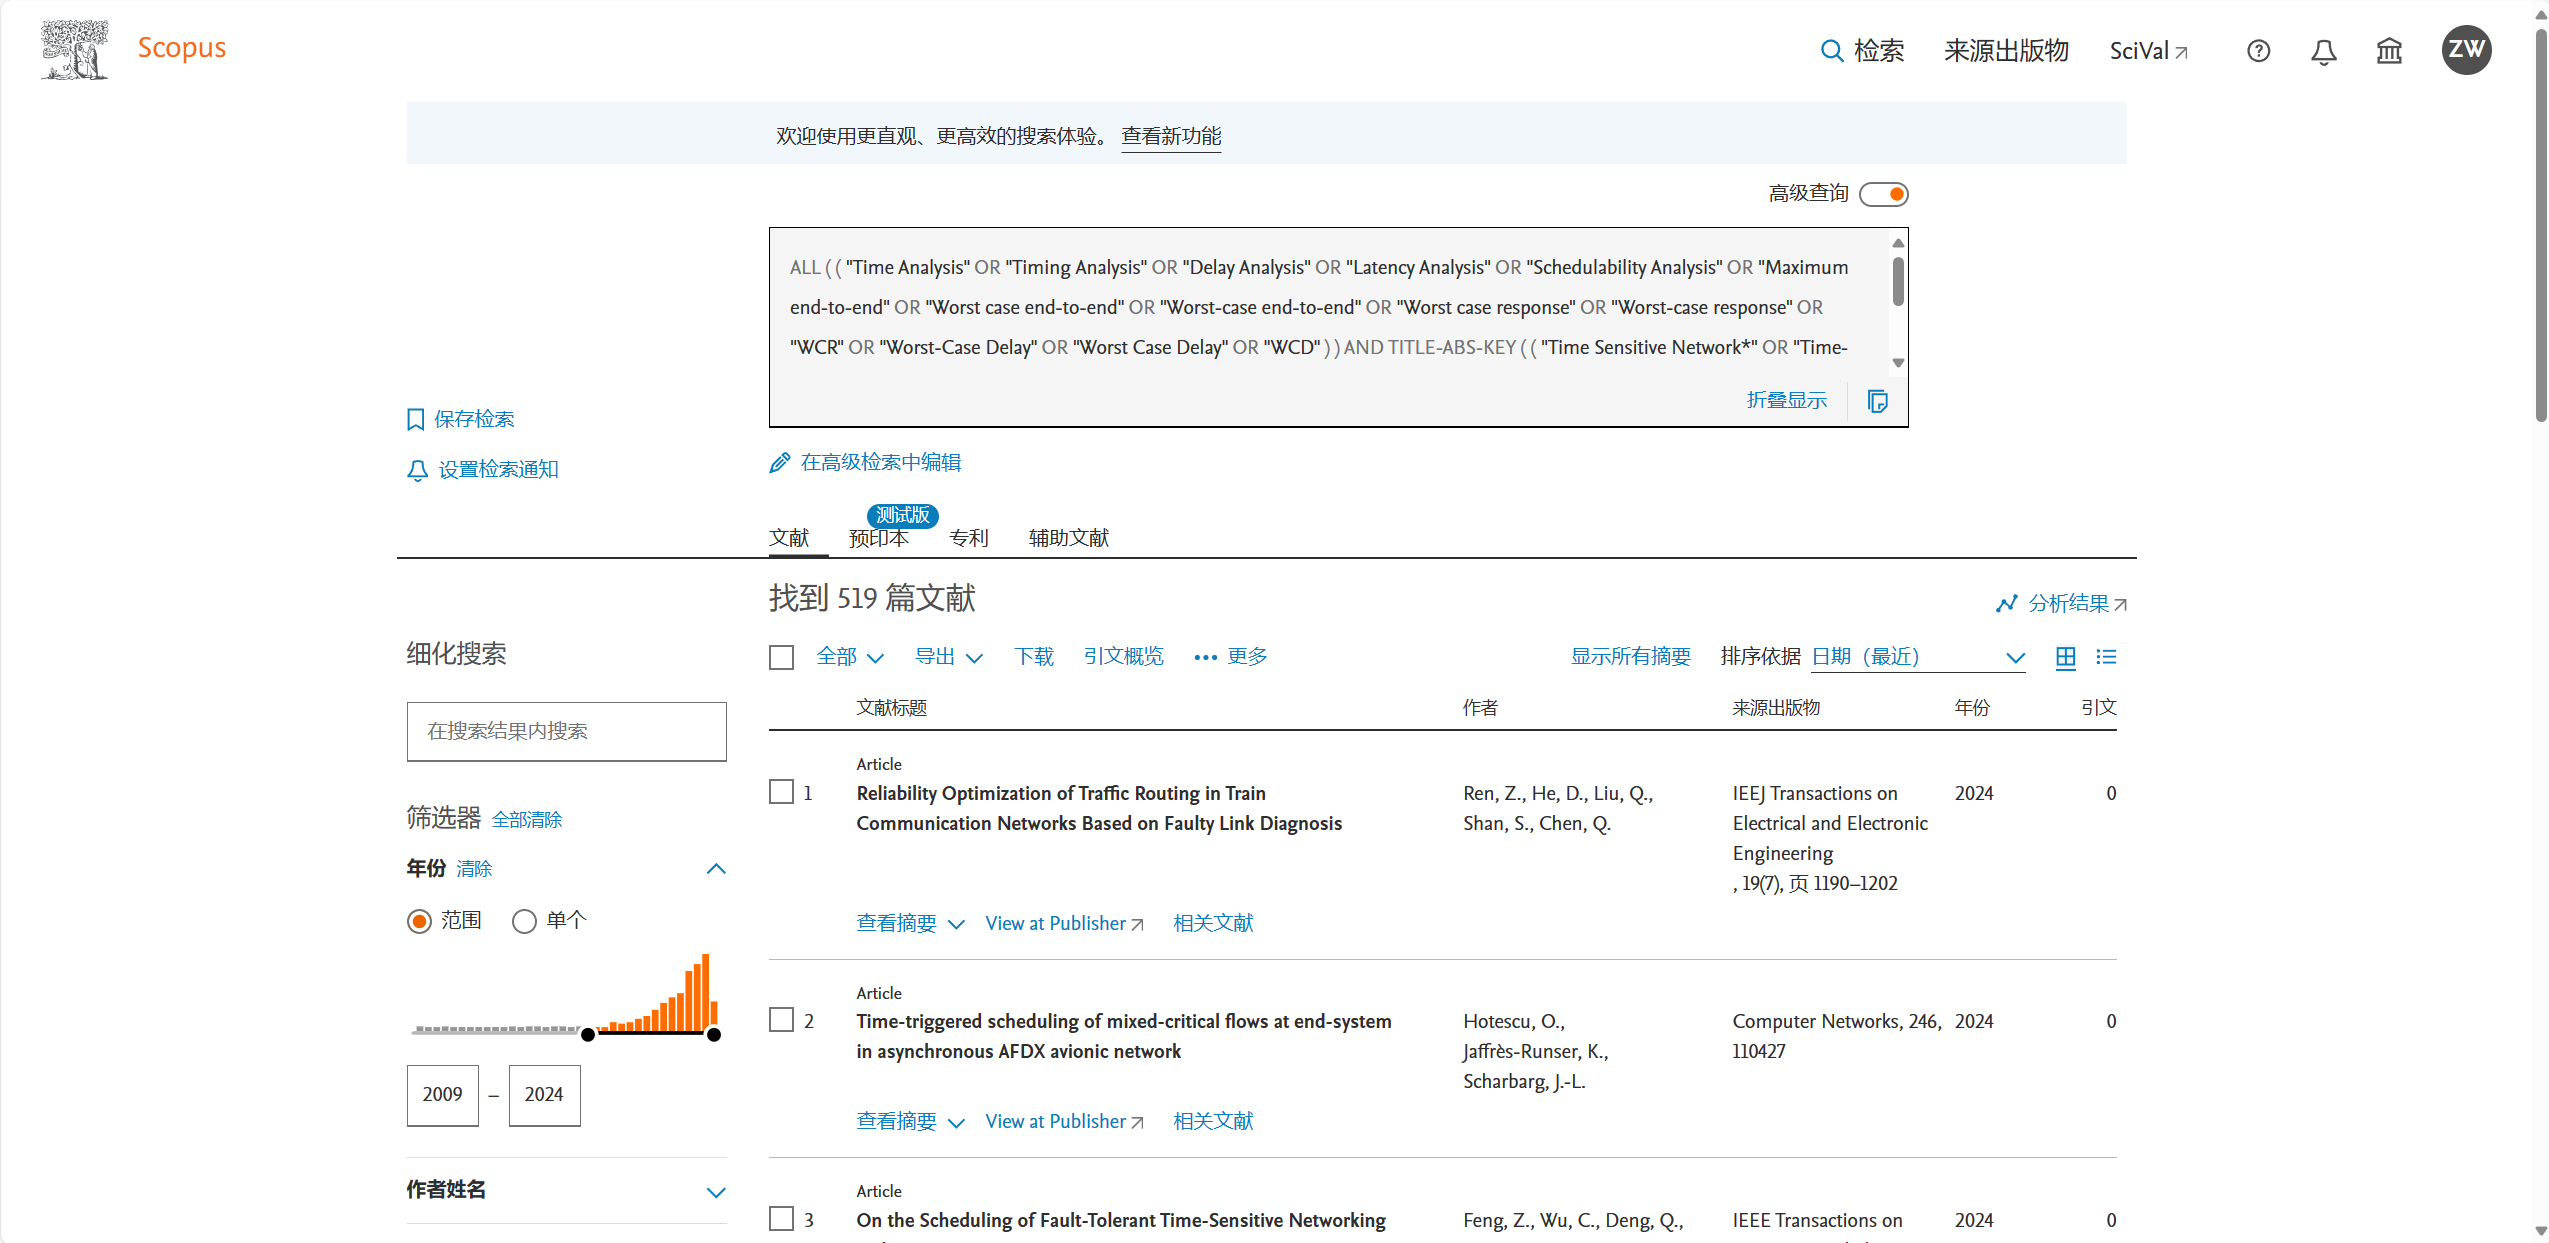 Scopus
检索
来源出版物
SciVal
ZW
欢迎使用更直观、更高效的搜索体验。 查看新功能
高级查询
ALL ( ( "Time Analysis" OR "Timing Analysis" OR "Delay Analysis" OR "Latency Analysis" OR "Schedulability Analysis" OR "Maximum
end-to-end" OR "Worst case end-to-end" OR "Worst-case end-to-end" OR "Worst case response" OR "Worst-case response" OR
"WCR" OR "Worst-Case Delay" OR "Worst Case Delay" OR "WCD" ) ) AND TITLE-ABS-KEY ( ( "Time Sensitive Network*" OR "Time-
折叠显示
保存检索
设置检索通知
在高级检索中编辑
测试版
文献 预印本 专利 辅助文献
找到 519 篇文献
分析结果
细化搜索
全部 导出 下载 引文概览 更多
显示所有摘要 排序依据 日期（最近）
文献标题 作者 来源出版物 年份 引文
在搜索结果内搜索
筛选器 全部清除
年份 清除
范围 单个
2009 – 2024
作者姓名
Article
1 Reliability Optimization of Traffic Routing in Train
Communication Networks Based on Faulty Link Diagnosis
Ren, Z., He, D., Liu, Q.,
Shan, S., Chen, Q.
IEEJ Transactions on
Electrical and Electronic
Engineering
, 19(7), 页 1190–1202
2024
0
查看摘要 View at Publisher 相关文献
Article
2 Time-triggered scheduling of mixed-critical flows at end-system
in asynchronous AFDX avionic network
Hotescu, O.,
Jaffrès-Runser, K.,
Scharbarg, J.-L.
Computer Networks, 246,
110427
2024
0
查看摘要 View at Publisher 相关文献
Article
3 On the Scheduling of Fault-Tolerant Time-Sensitive Networking
Feng, Z., Wu, C., Deng, Q.,
IEEE Transactions on
2024
0